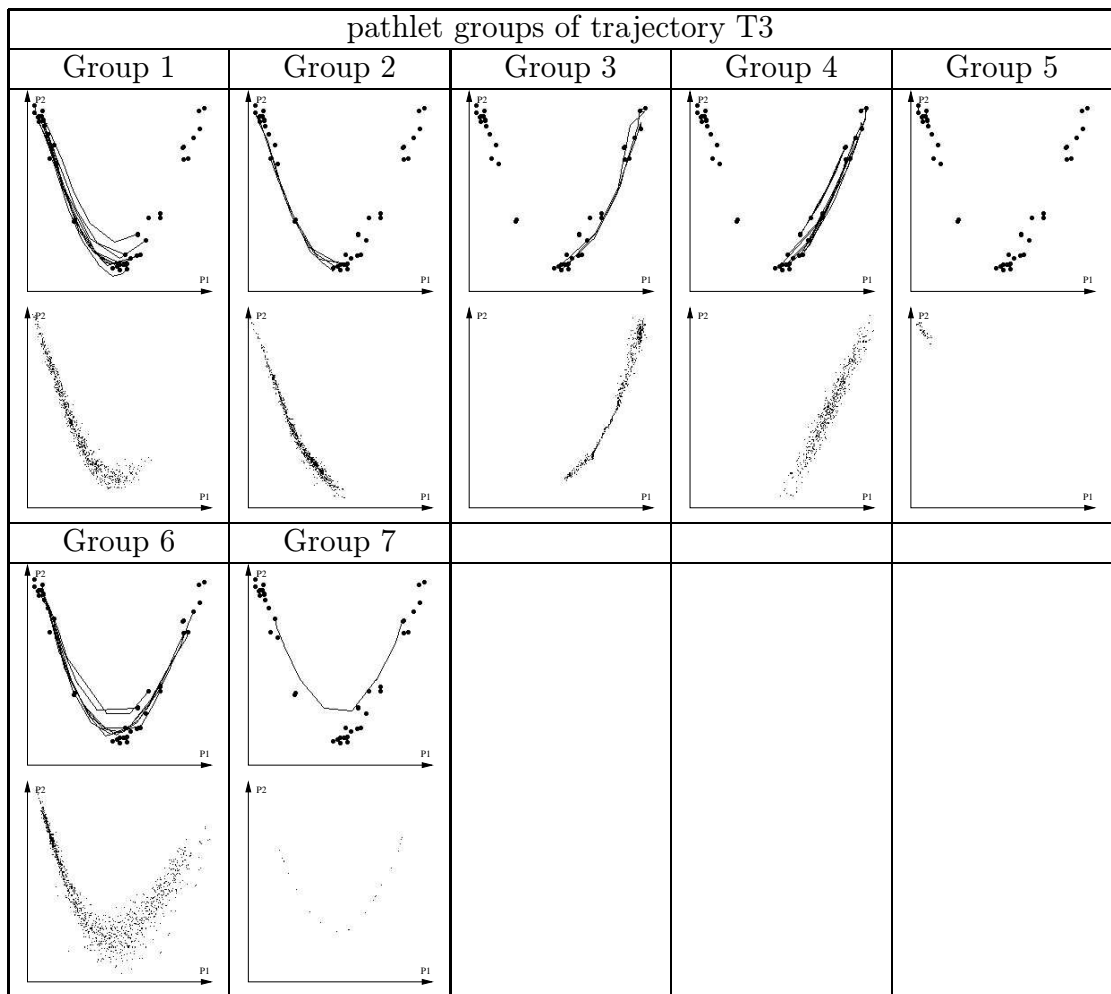 pathlet groups of trajectory T3
Group 1 Group 2 Group 3 Group 4 Group 5
P2 P2 P2 P2 P2
P1 P1 P1 P1 P1
P2 P2 P2 P2 P2
P1 P1 P1 P1 P1
Group 6 Group 7
P2 P2
P1 P1
P2 P2
P1 P1